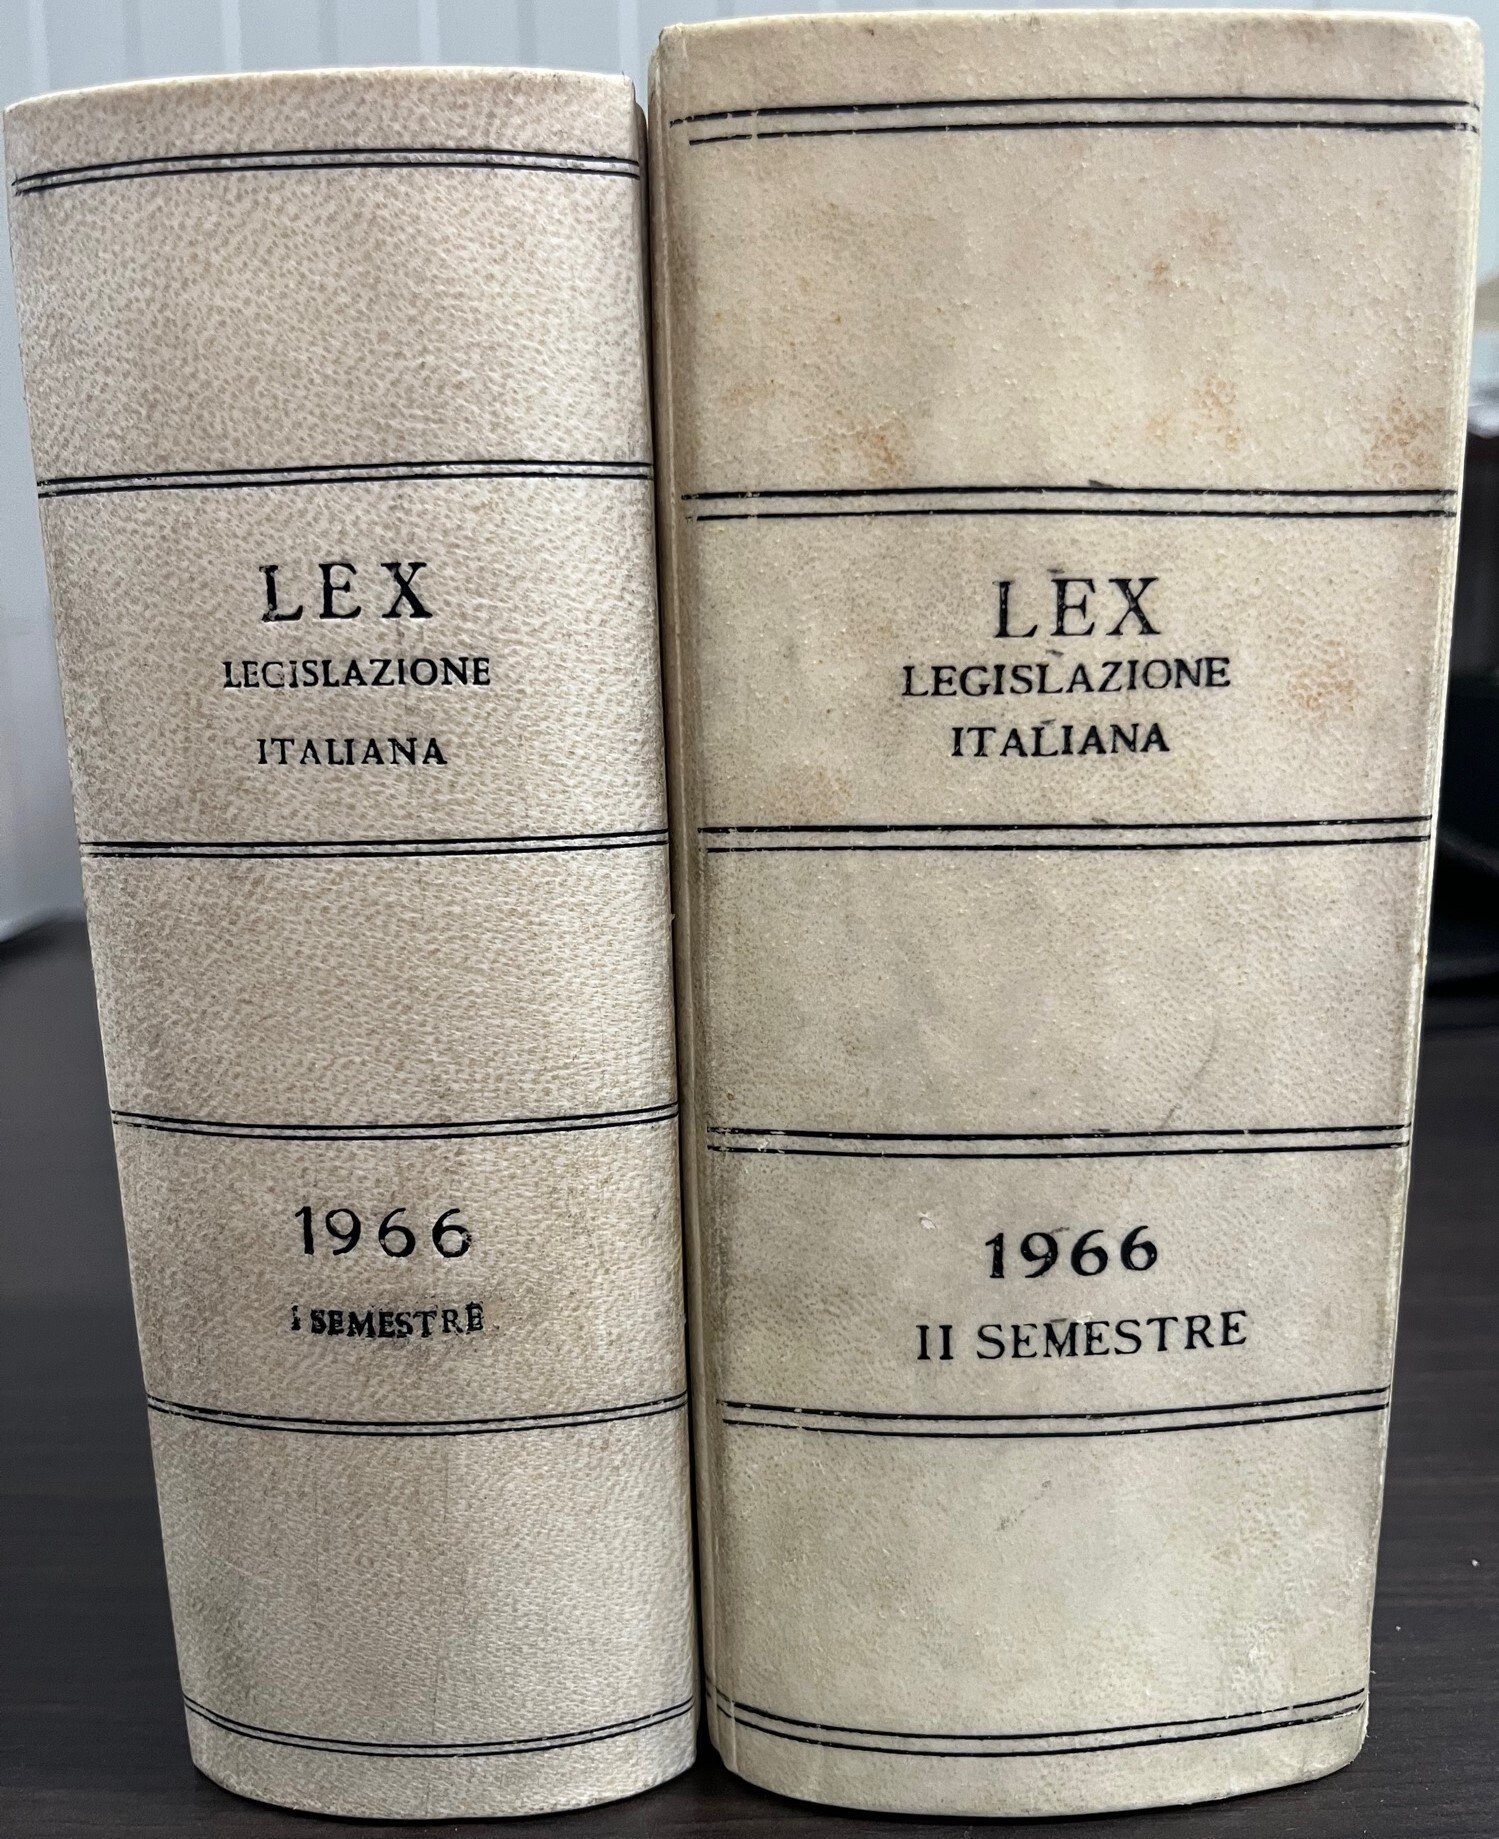 LEX
LEGISLAZIONE
ITALIANA
1966
I SEMESTRE
LEX
LEGISLAZIONE
ITALIANA
1966
II SEMESTRE